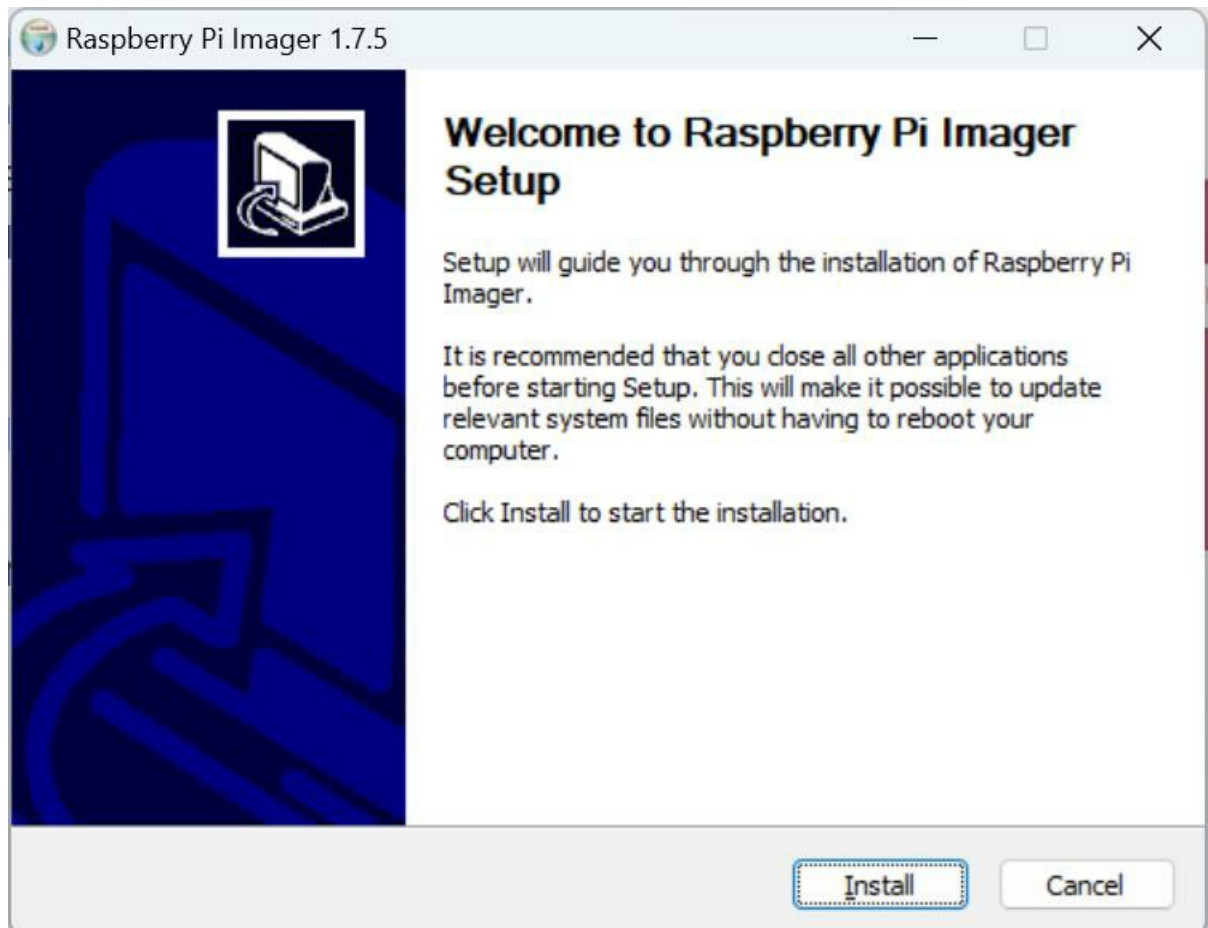 Raspberry Pi Imager 1.7.5
Welcome to Raspberry Pi Imager
Setup
Setup will guide you through the installation of Raspberry Pi
Imager.
It is recommended that you close all other applications
before starting Setup. This will make it possible to update
relevant system files without having to reboot your
computer.
Click Install to start the installation.
Install
Cancel